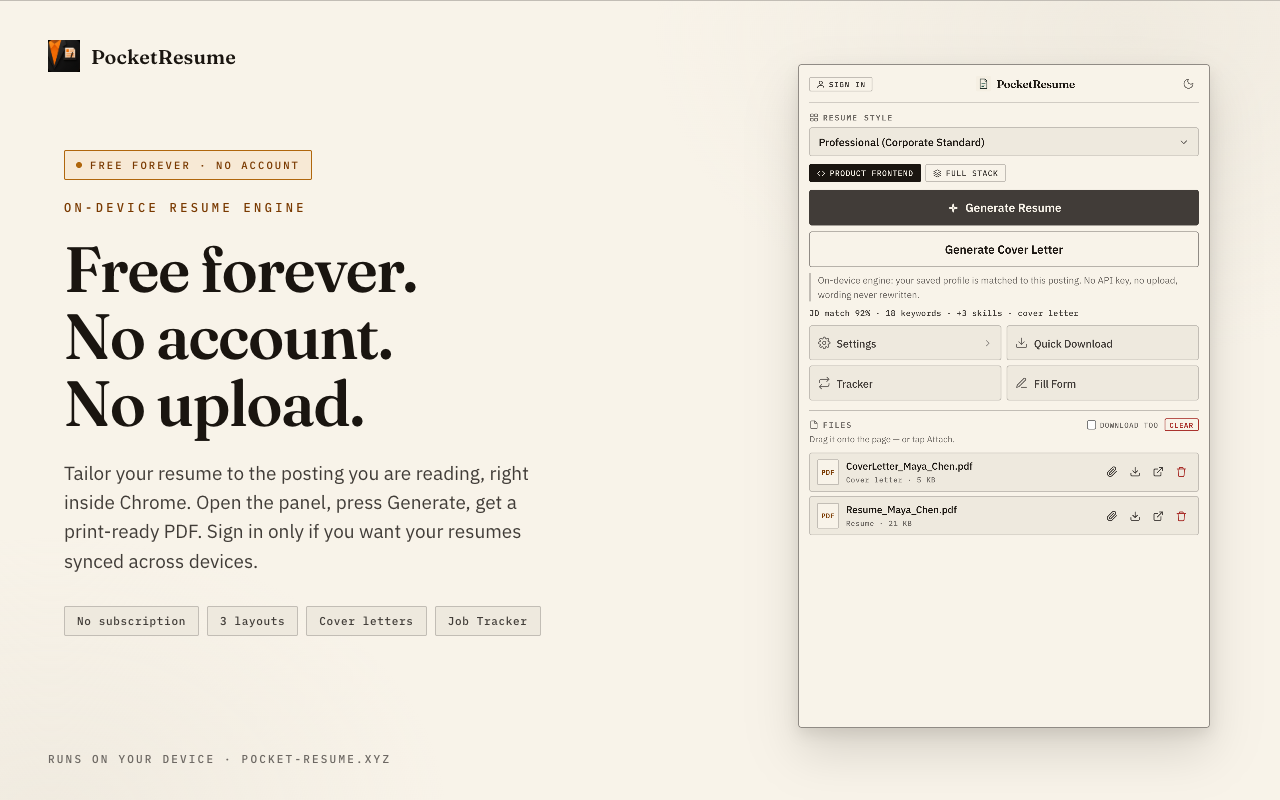 PocketResume
FREE FOREVER · NO ACCOUNT
ON-DEVICE RESUME ENGINE
Free forever.
No account.
No upload.
Tailor your resume to the posting you are reading, right
inside Chrome. Open the panel, press Generate, get a
print-ready PDF. Sign in only if you want your resumes
synced across devices.
No subscription
3 layouts
Cover letters
Job Tracker
RUNS ON YOUR DEVICE · POCKET-RESUME.XYZ
SIGN IN
PocketResume
RESUME STYLE
Professional (Corporate Standard)
PRODUCT FRONTEND
FULL STACK
Generate Resume
Generate Cover Letter
On-device engine: your saved profile is matched to this posting. No API key, no upload,
wording never rewritten.
JD match 92% · 18 keywords · +3 skills · cover letter
Settings
Quick Download
Tracker
Fill Form
FILES
DOWNLOAD TOO
CLEAR
Drag it onto the page — or tap Attach.
PDF
CoverLetter_Maya_Chen.pdf
Cover letter · 5 KB
PDF
Resume_Maya_Chen.pdf
Resume · 21 KB